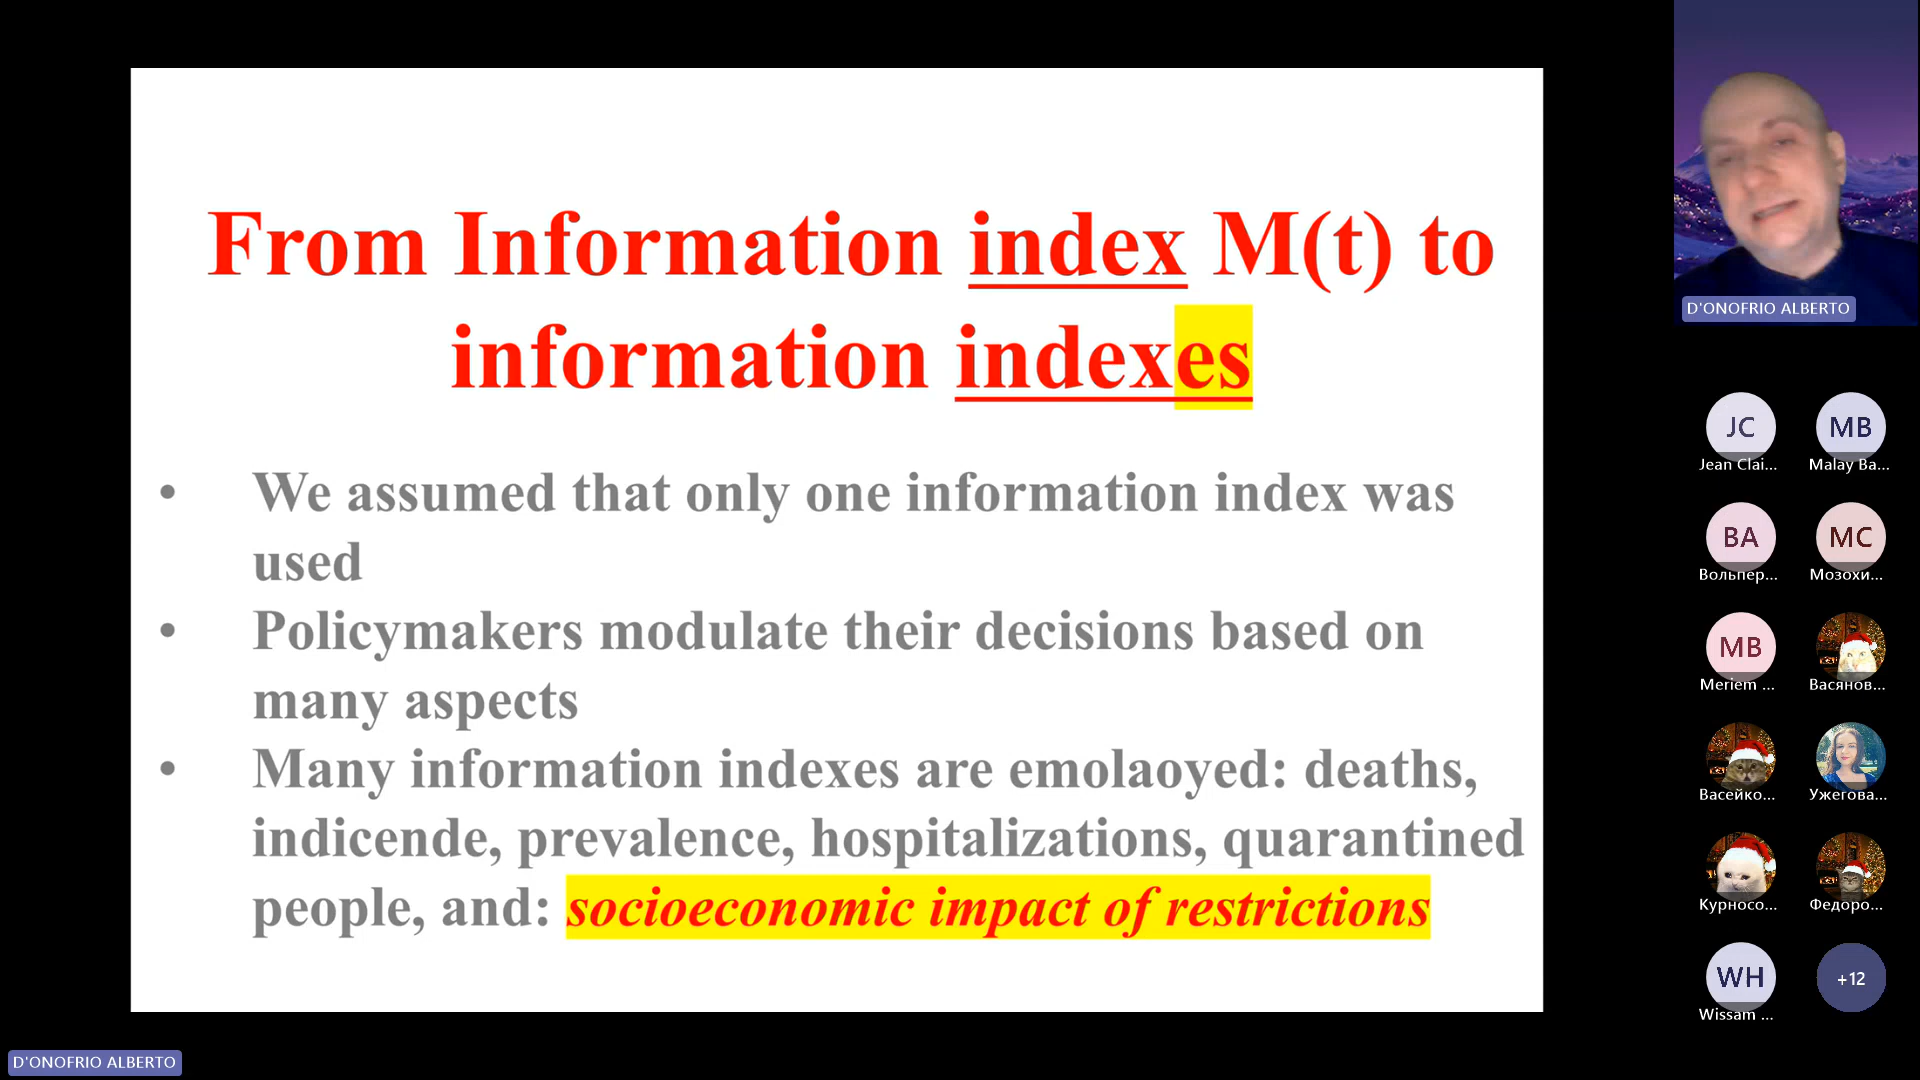 From Information index M(t) to
information indexes
• We assumed that only one information index was
used
• Policymakers modulate their decisions based on
many aspects
• Many information indexes are emolaoyed: deaths,
indicende, prevalence, hospitalizations, quarantined
people, and: socioeconomic impact of restrictions
D'ONOFRIO ALBERTO
JC
Jean Clai...
MB
Malay Ba...
BA
Вольпер...
MC
Мозохи...
MB
Meriem ...
Васянов...
Васейко...
Ужегова...
Курносо...
Федоро...
WH
Wissam ...
+12
D'ONOFRIO ALBERTO